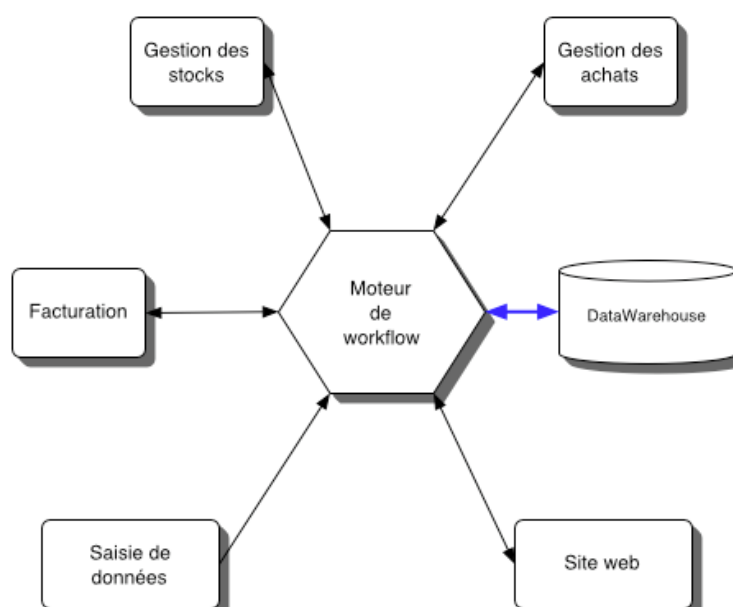 Gestion des
stocks
Gestion des
achats
Facturation
Moteur
de
workflow
DataWarehouse
Saisie de
données
Site web